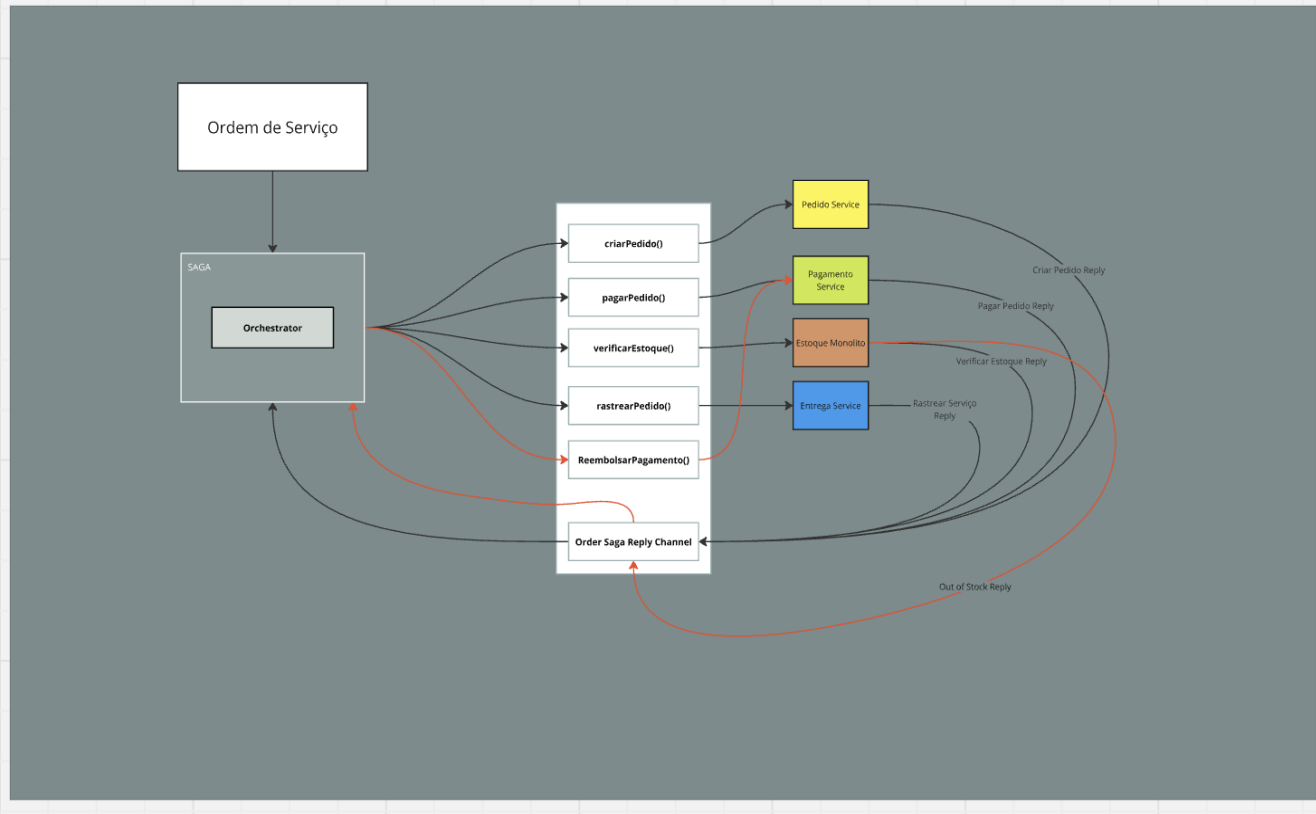 Ordem de Serviço
SAGA
Orchestrator
criarPedido()
pagarPedido()
verificarEstoque()
rastrearPedido()
ReembolsarPagamento()
Order Saga Reply Channel
Pedido Service
Pagamento
Service
Estoque Monolito
Entrega Service
Criar Pedido Reply
Pagar Pedido Reply
Verificar Estoque Reply
Rastrear Serviço
Reply
Out of Stock Reply